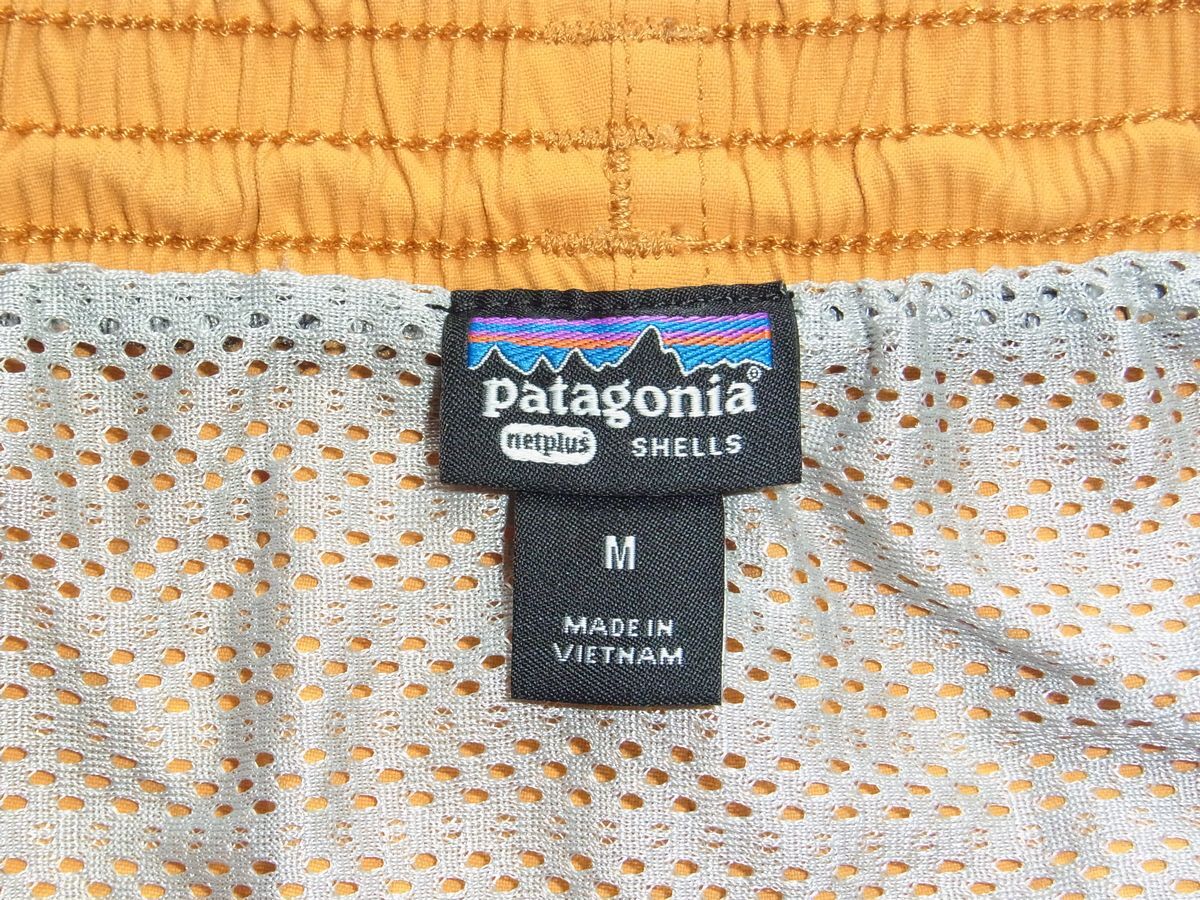 patagonia®
netplus® SHELLS
M
MADE IN
VIETNAM